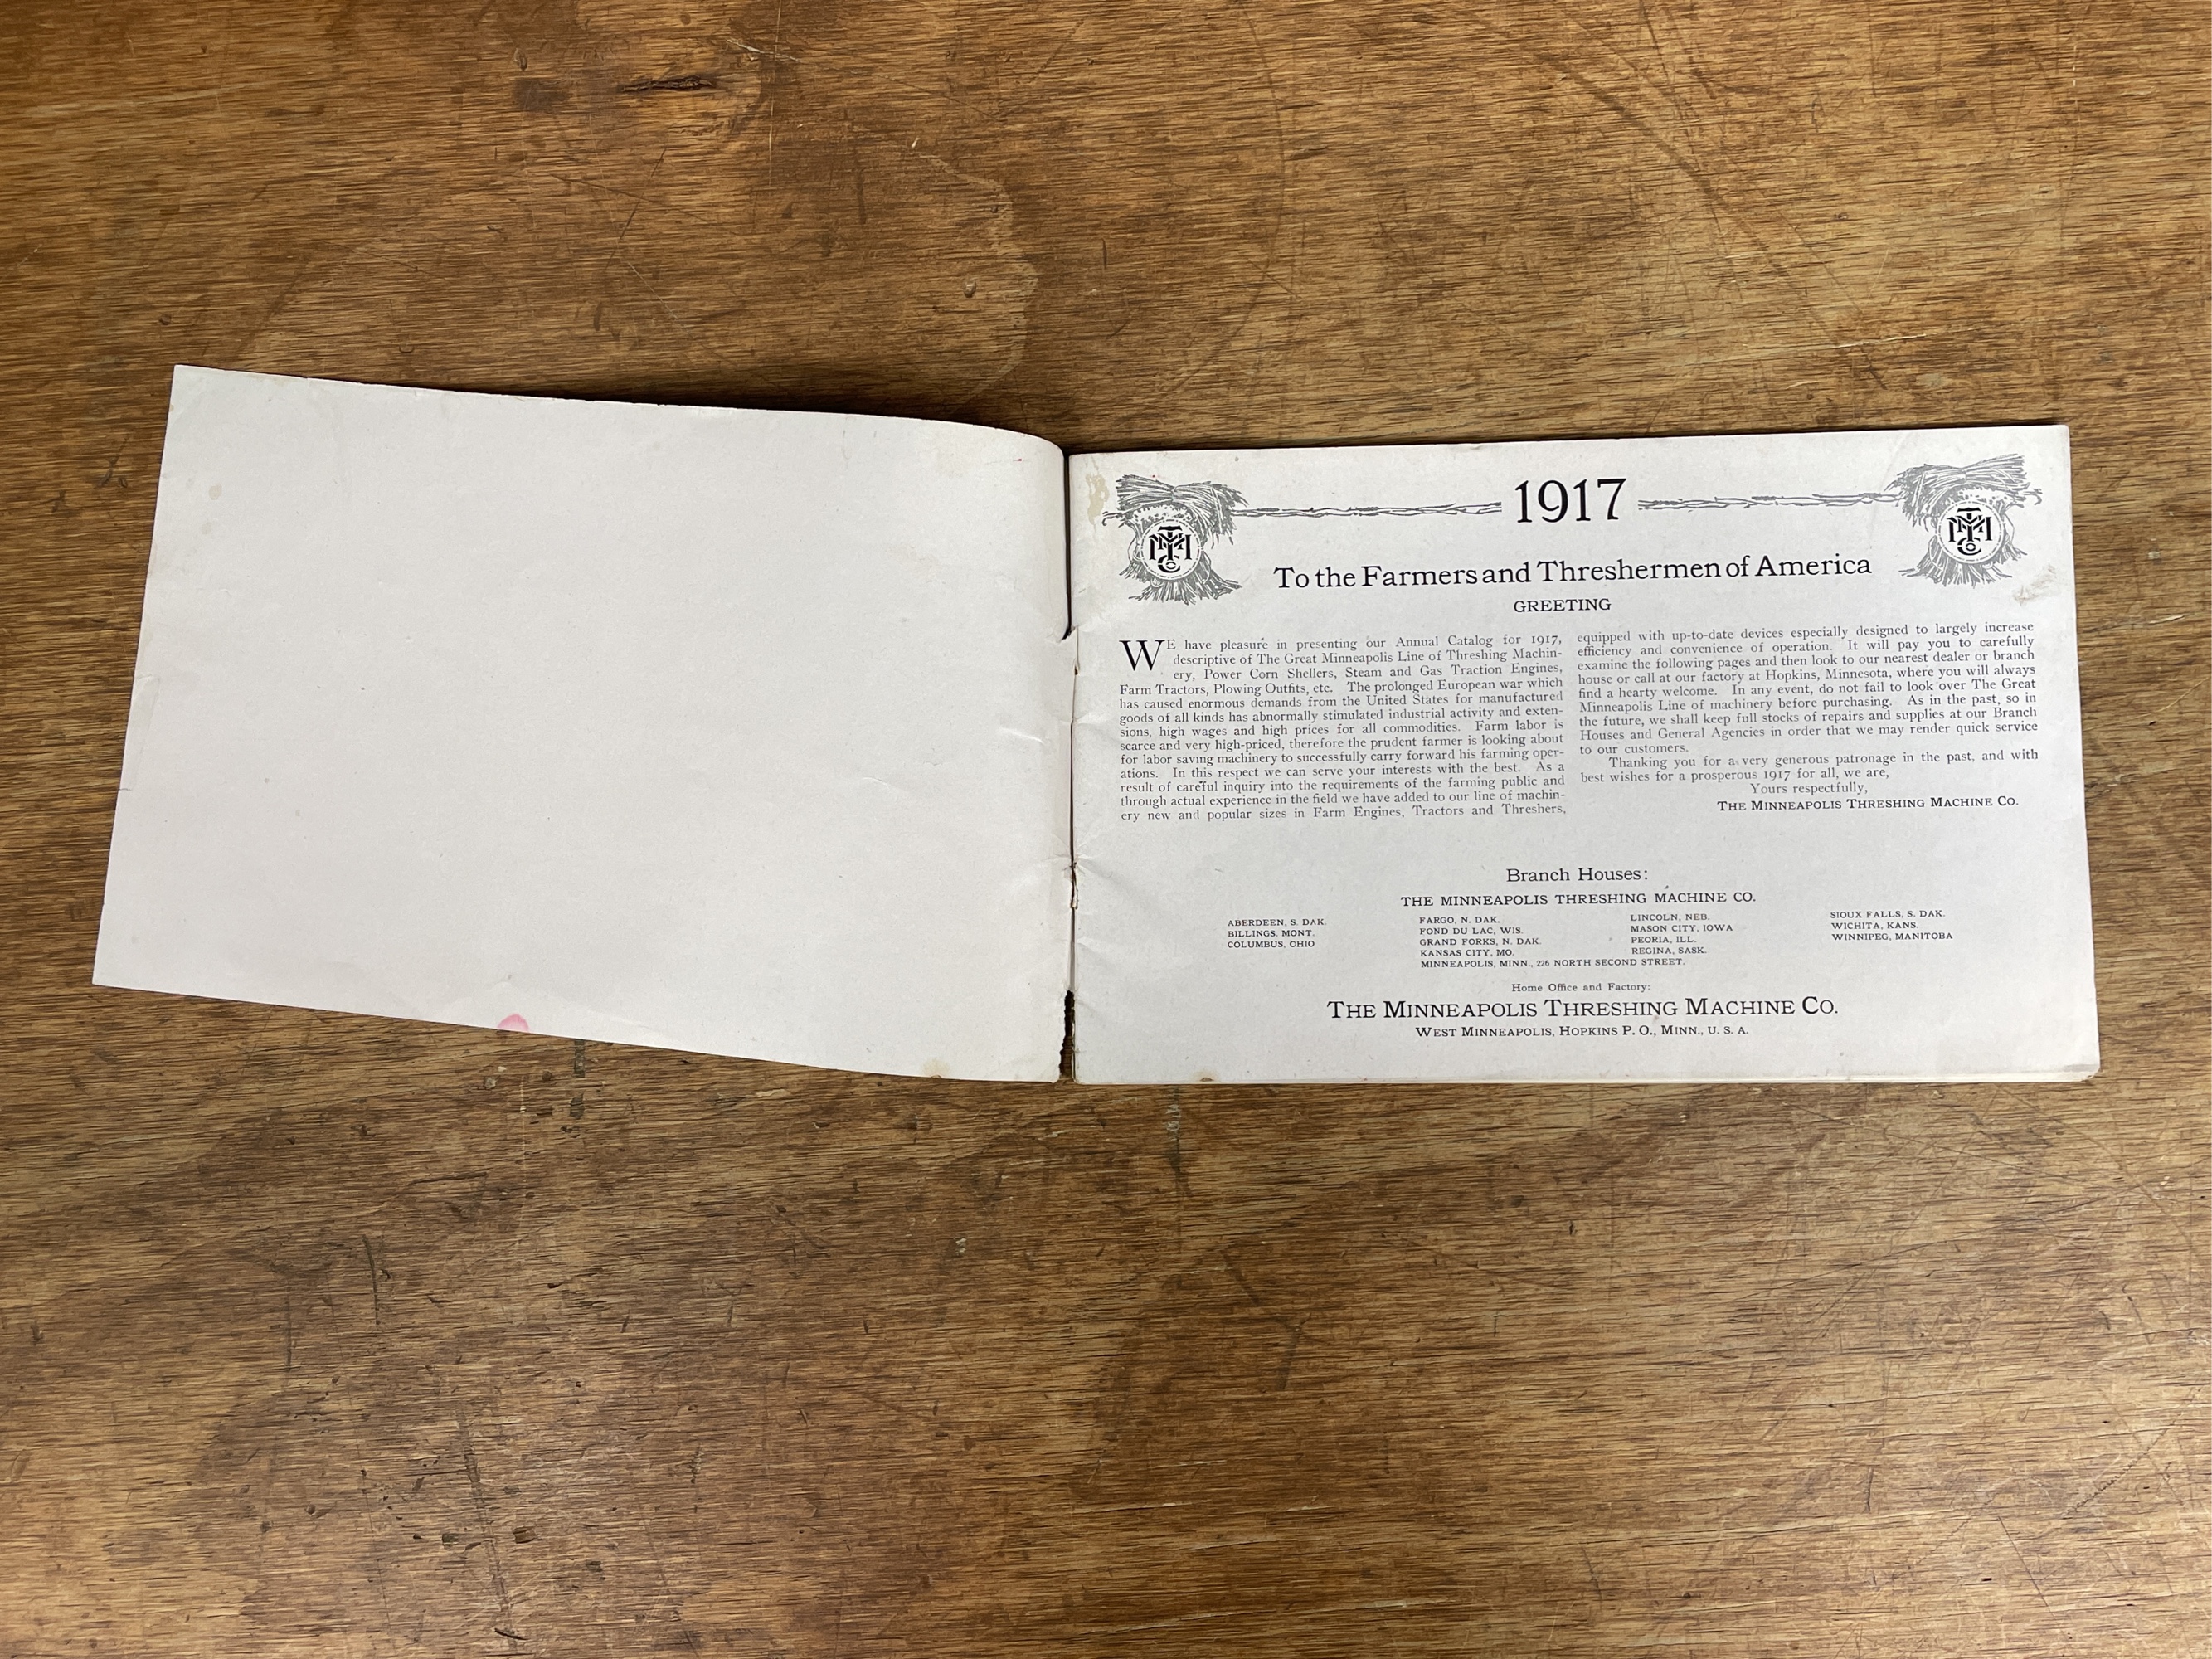 1917
To the Farmers and Threshermen of America
GREETING
WE have pleasure in presenting our Annual Catalog for 1917,
descriptive of The Great Minneapolis Line of Threshing Machin-
ery, Power Corn Shellers, Steam and Gas Traction Engines,
Farm Tractors, Plowing Outfits, etc. The prolonged European war which
has caused enormous demands from the United States for manufactured
goods of all kinds has abnormally stimulated industrial activity and exten-
sions, high wages and high prices for all commodities. Farm labor is
scarce and very high-priced, therefore the prudent farmer is looking about
for labor saving machinery to successfully carry forward his farming oper-
ations. In this respect we can serve your interests with the best. As a
result of careful inquiry into the requirements of the farming public and
through actual experience in the field we have added to our line of machin-
ery new and popular sizes in Farm Engines, Tractors and Threshers,
equipped with up-to-date devices especially designed to largely increase
efficiency and convenience of operation. It will pay you to carefully
examine the following pages and then look to our nearest dealer or branch
house or call at our factory at Hopkins, Minnesota, where you will always
find a hearty welcome. In any event, do not fail to look over The Great
Minneapolis Line of machinery before purchasing. As in the past, so in
the future, we shall keep full stocks of repairs and supplies at our Branch
Houses and General Agencies in order that we may render quick service
to our customers.
Thanking you for a very generous patronage in the past, and with
best wishes for a prosperous 1917 for all, we are,
Yours respectfully,
THE MINNEAPOLIS THRESHING MACHINE CO.
Branch Houses:
THE MINNEAPOLIS THRESHING MACHINE CO.
ABERDEEN, S. DAK.
BILLINGS, MONT.
COLUMBUS, OHIO
FARGO, N. DAK.
FOND DU LAC, WIS.
GRAND FORKS, N. DAK.
KANSAS CITY, MO.
MINNEAPOLIS, MINN., 226 NORTH SECOND STREET.
LINCOLN, NEB.
MASON CITY, IOWA
PEORIA, ILL.
REGINA, SASK.
SIOUX FALLS, S. DAK.
WICHITA, KANS.
WINNIPEG, MANITOBA
Home Office and Factory:
THE MINNEAPOLIS THRESHING MACHINE CO.
WEST MINNEAPOLIS, HOPKINS P. O., MINN., U. S. A.